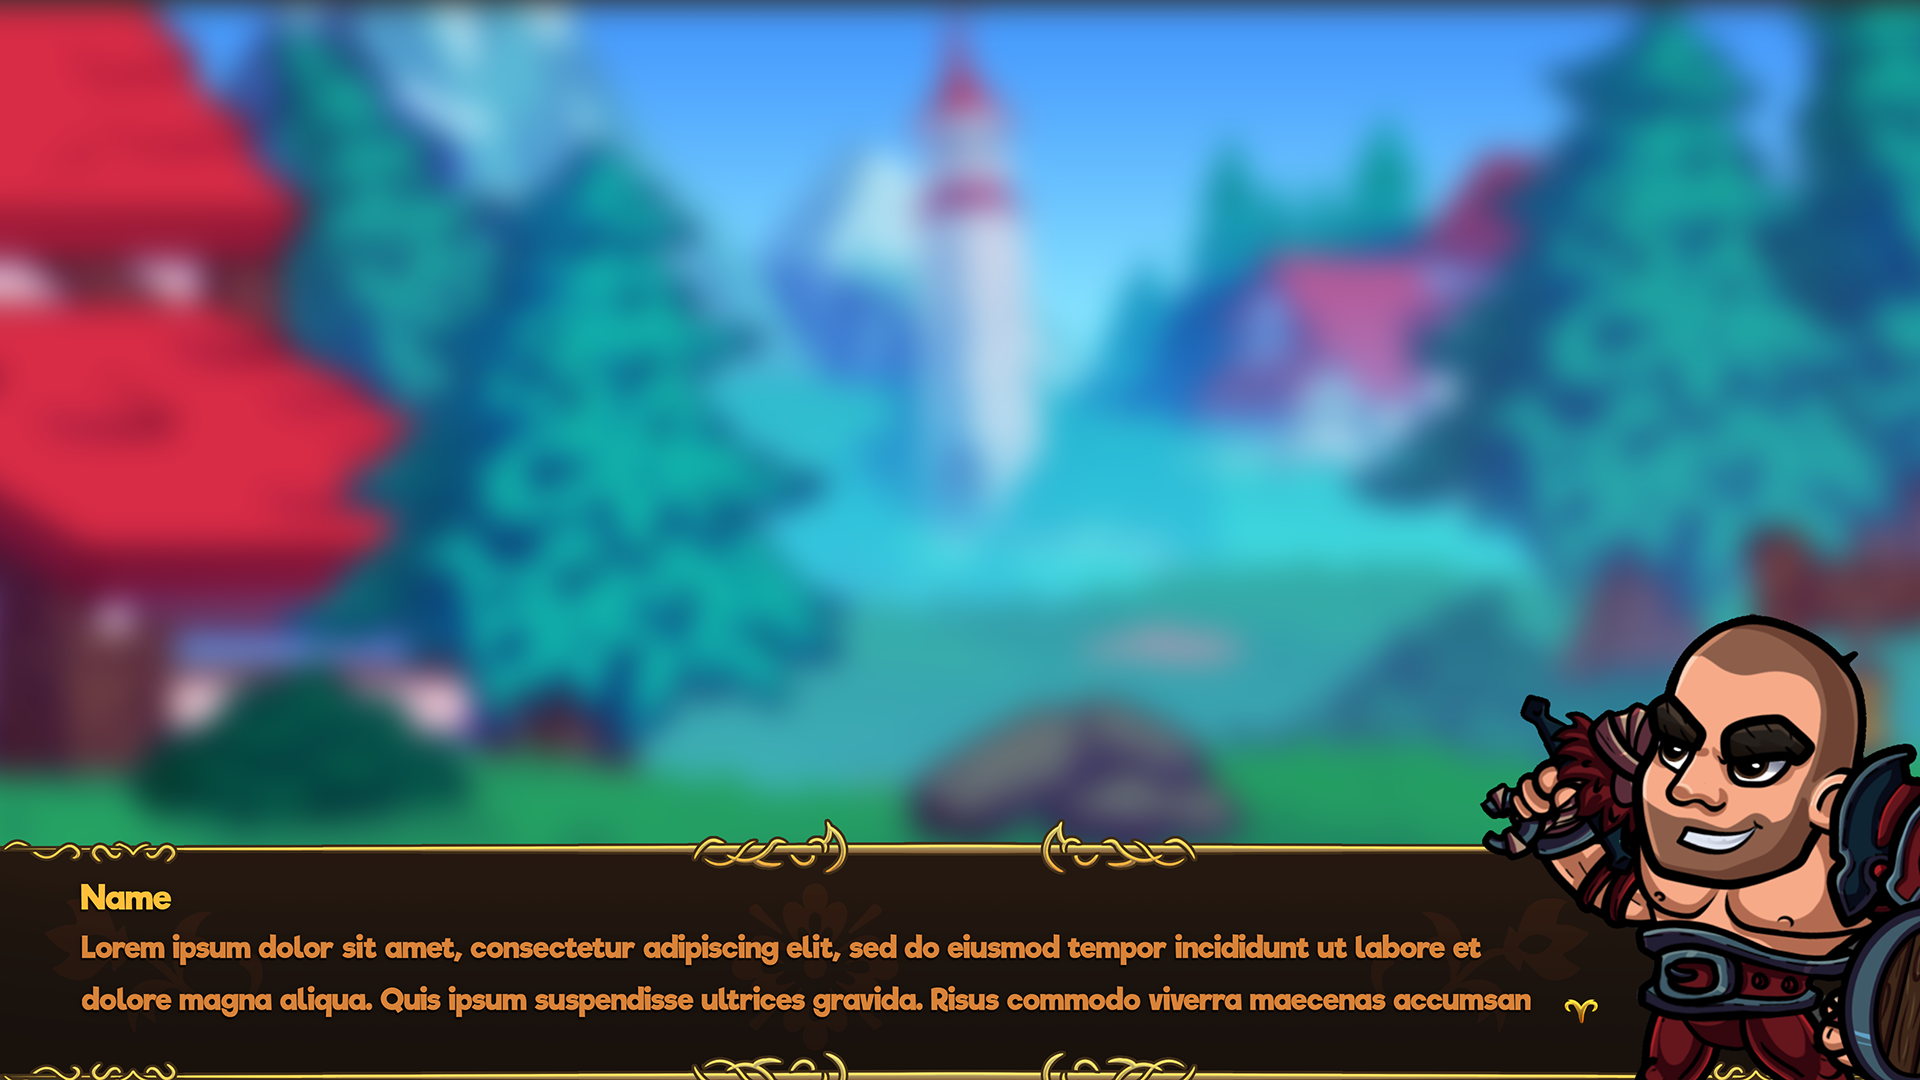 Name
Lorem ipsum dolor sit amet, consectetur adipiscing elit, sed do eiusmod tempor incididunt ut labore et
dolore magna aliqua. Quis ipsum suspendisse ultrices gravida. Risus commodo viverra maecenas accumsan